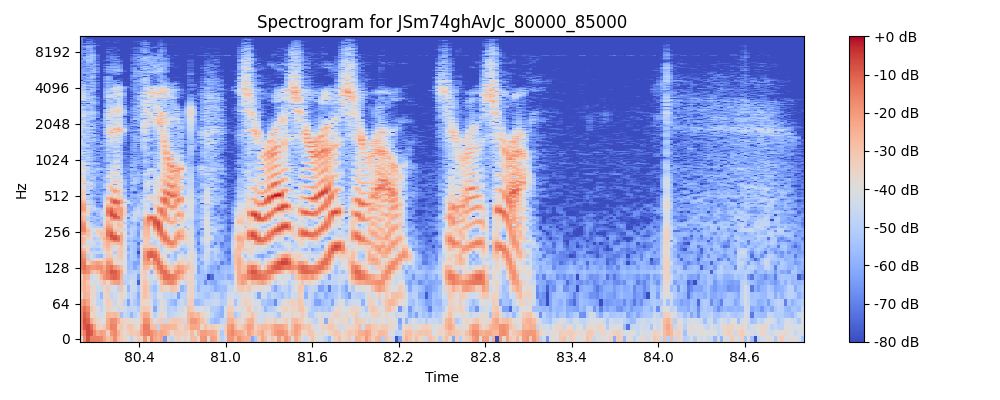 Spectrogram for JSm74ghAvJc_80000_85000
8192
4096
2048
1024
512
256
128
64
0
Hz
80.4 81.0 81.6 82.2 82.8 83.4 84.0 84.6
Time
+0 dB
-10 dB
-20 dB
-30 dB
-40 dB
-50 dB
-60 dB
-70 dB
-80 dB